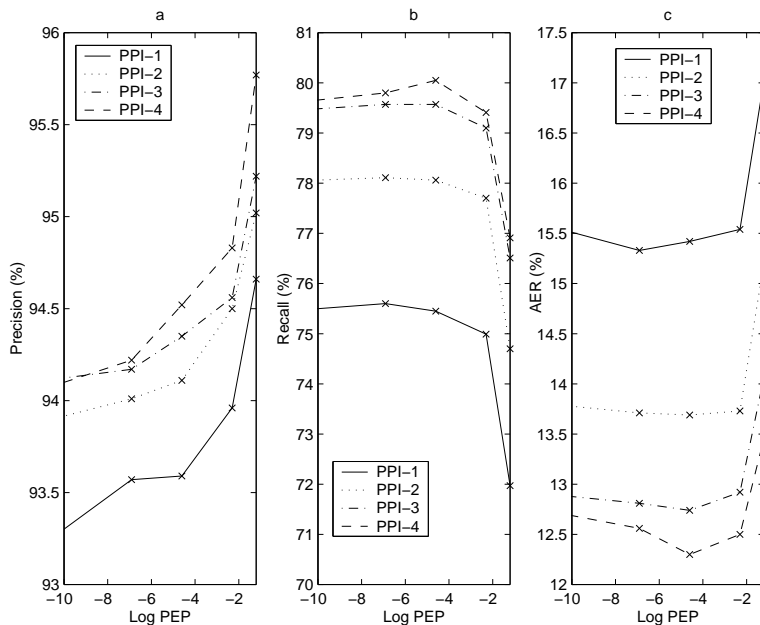 a
96
95.5
95
94.5
94
93.5
93
Precision (%)
−10
−8
−6
−4
−2
Log PEP
PPI−1
PPI−2
PPI−3
PPI−4
b
81
80
79
78
77
76
75
74
73
72
71
70
Recall (%)
−10
−8
−6
−4
−2
Log PEP
PPI−1
PPI−2
PPI−3
PPI−4
c
17.5
17
16.5
16
15.5
15
14.5
14
13.5
13
12.5
12
AER (%)
−10
−8
−6
−4
−2
Log PEP
PPI−1
PPI−2
PPI−3
PPI−4